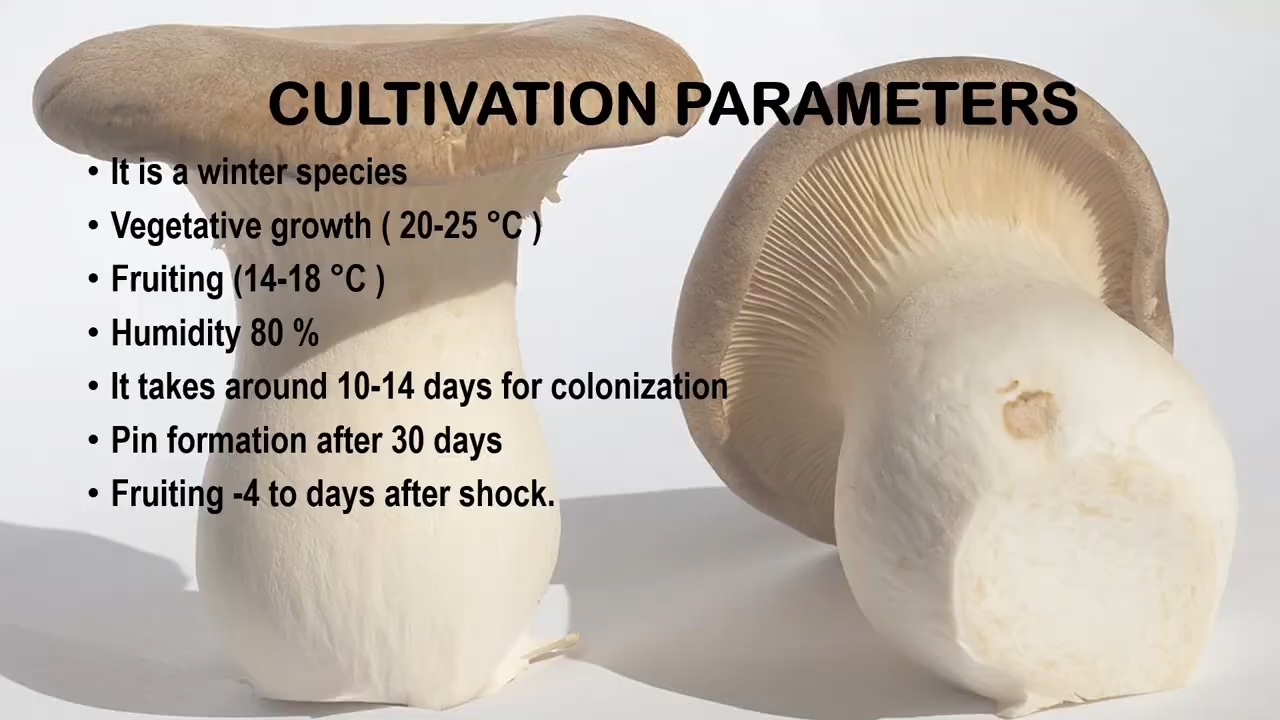 CULTIVATION PARAMETERS
• It is a winter species
• Vegetative growth ( 20-25 °C )
• Fruiting (14-18 °C )
• Humidity 80 %
• It takes around 10-14 days for colonization
• Pin formation after 30 days
• Fruiting -4 to days after shock.